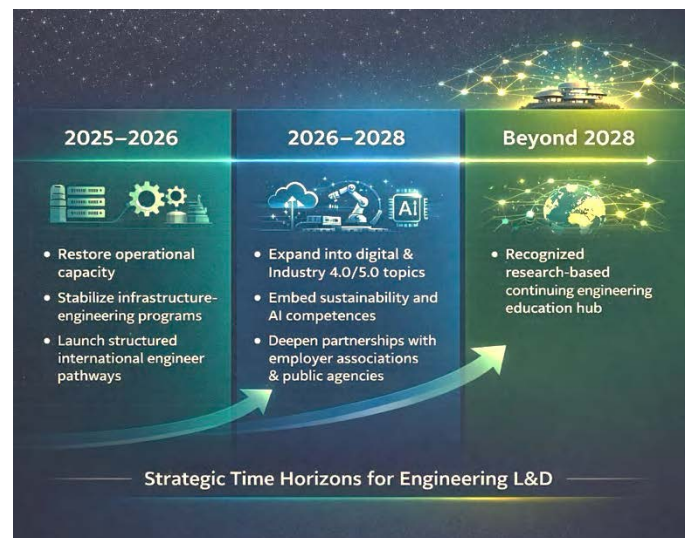 2025–2026
• Restore operational
capacity
• Stabilize infrastructure-
engineering programs
• Launch structured
international engineer
pathways
2026–2028
AI
• Expand into digital &
Industry 4.0/5.0 topics
• Embed sustainability and
AI competences
• Deepen partnerships with
employer associations
& public agencies
Beyond 2028
• Recognized
research-based
continuing engineering
education hub
Strategic Time Horizons for Engineering L&D